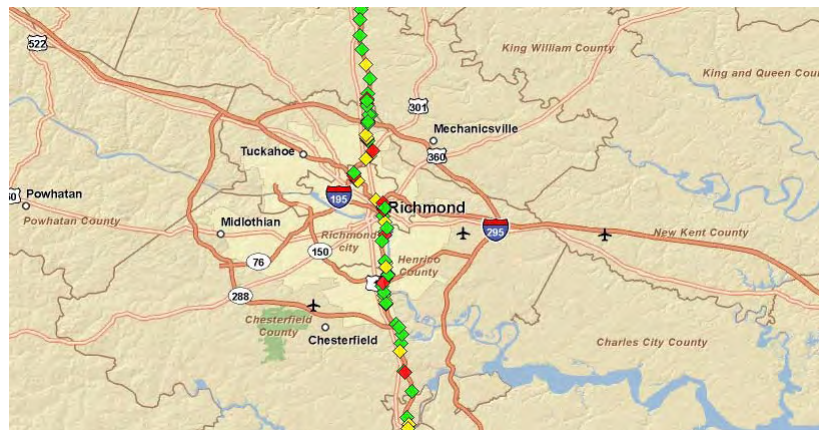 522
King William County
King and Queen Coun
301
Mechanicsville
Tuckahoe
360
195
Powhatan
Richmond
Powhatan County
Midlothian
Richmond
city
295
New Kent County
150
76
Henrico
County
288
Chesterfield
County
Chesterfield
Charles City County